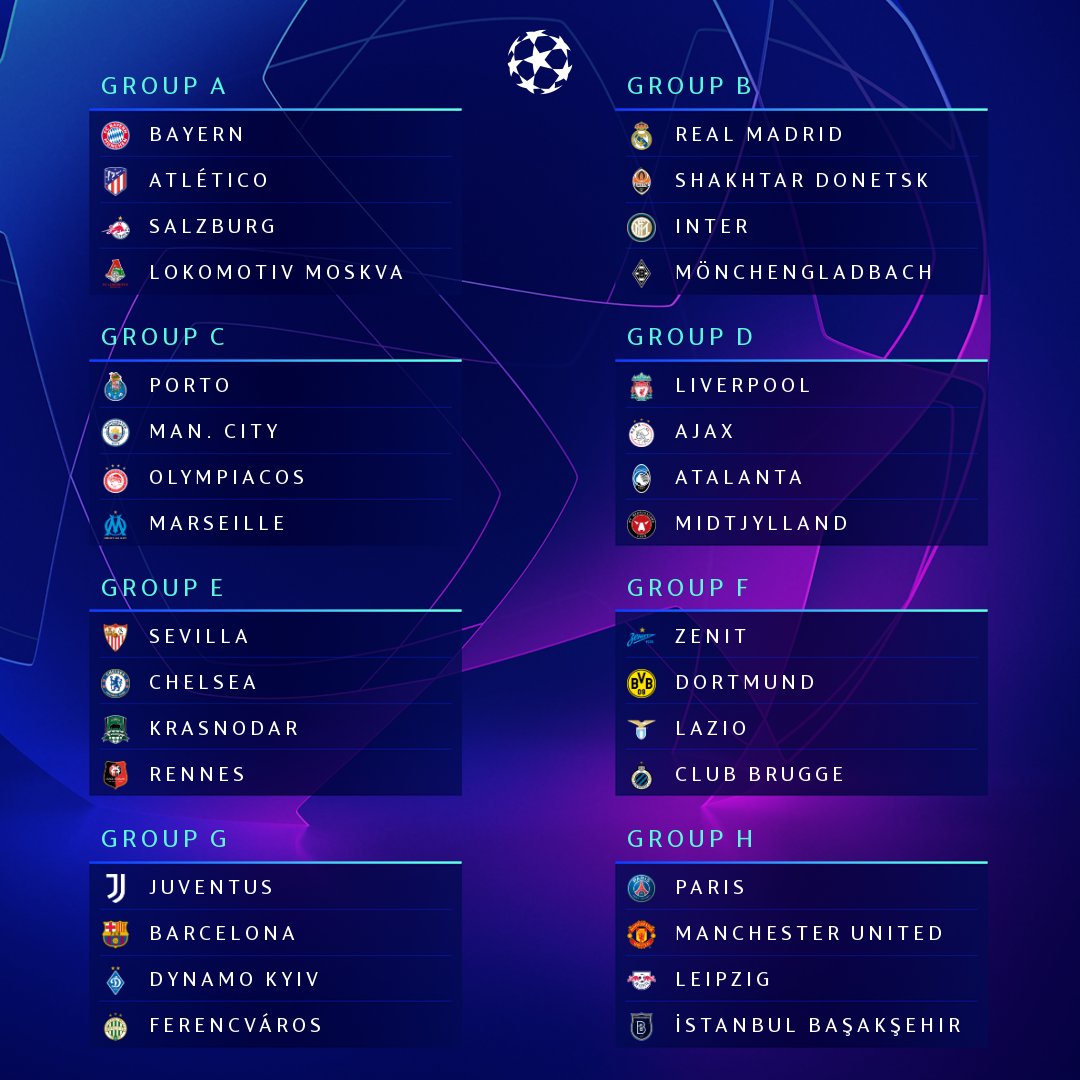 GROUP A
BAYERN
ATLÉTICO
SALZBURG
LOKOMOTIV MOSKVA
GROUP B
REAL MADRID
SHAKHTAR DONETSK
INTER
MÖNCHENGLADBACH
GROUP C
PORTO
MAN. CITY
OLYMPIACOS
MARSEILLE
GROUP D
LIVERPOOL
AJAX
ATALANTA
MIDTJYLLAND
GROUP E
SEVILLA
CHELSEA
KRASNODAR
RENNES
GROUP F
ZENIT
DORTMUND
BVB
09
LAZIO
CLUB BRUGGE
GROUP G
JUVENTUS
BARCELONA
DYNAMO KYIV
FERENCVÁROS
GROUP H
PARIS
MANCHESTER UNITED
LEIPZIG
İSTANBUL BAŞAKŞEHIR